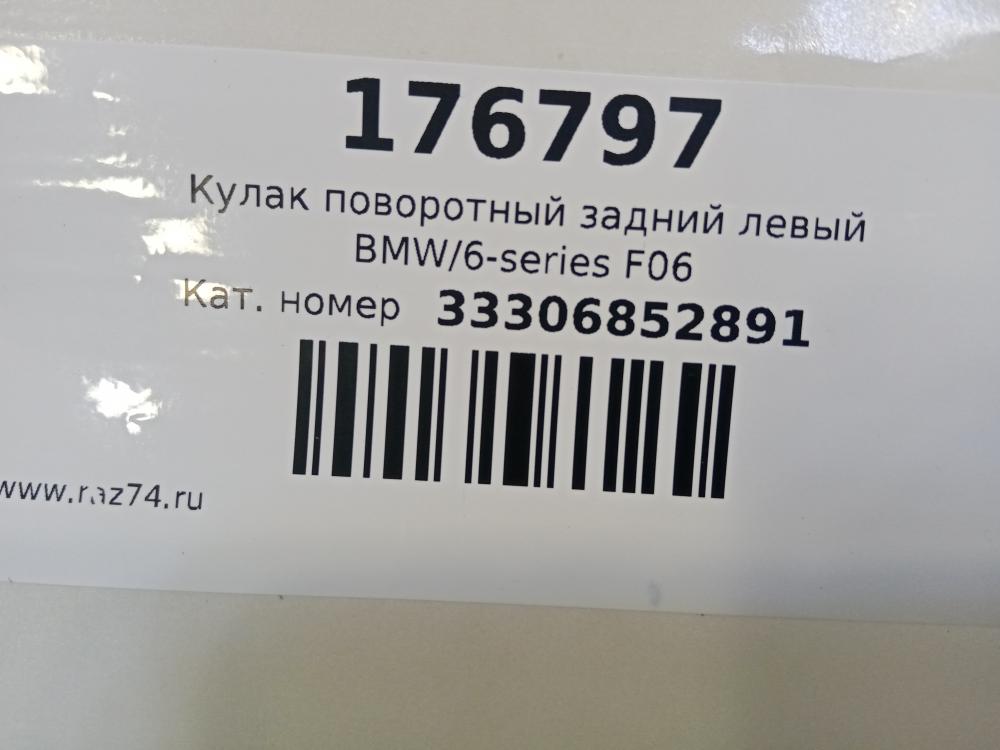 176797
Кулак поворотный задний левый
BMW/6-series F06
Кат. номер 33306852891
www.raz74.ru